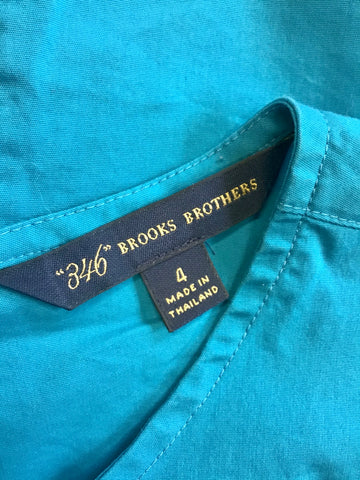 "346" BROOKS BROTHERS
4
MADE IN
THAILAND